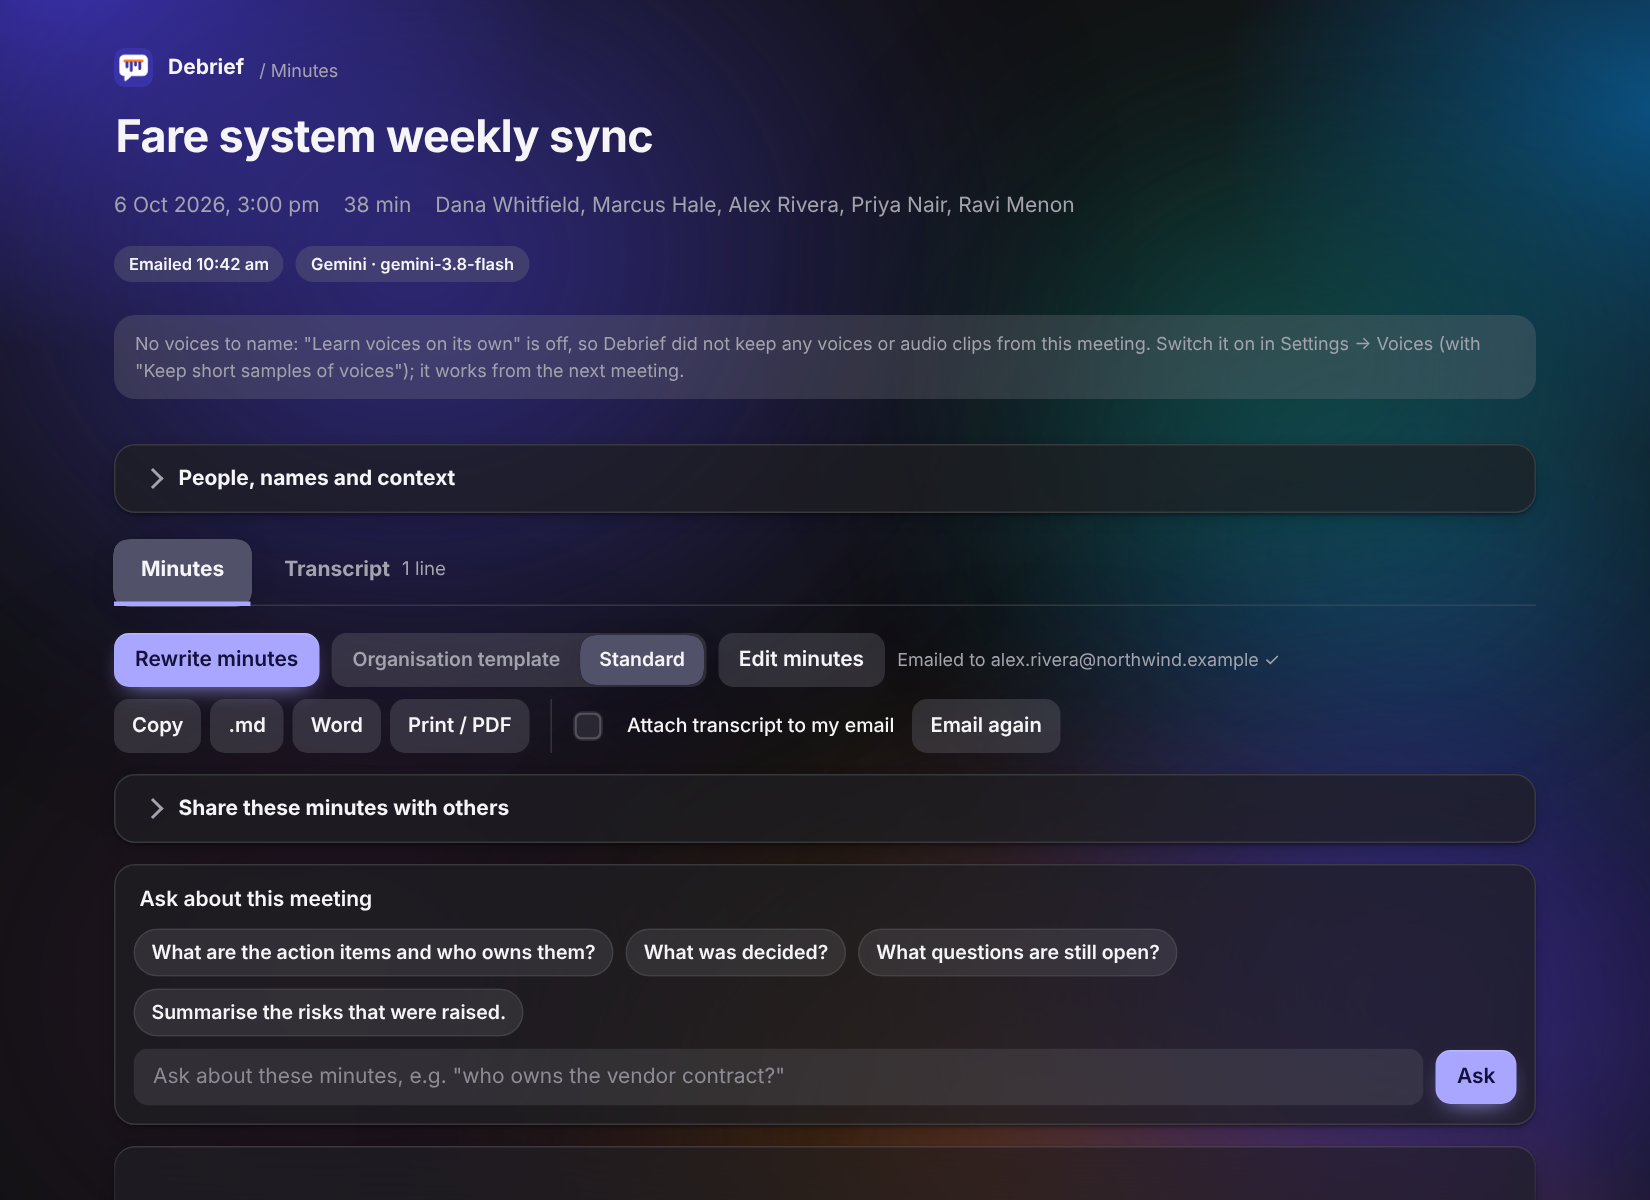 Debrief / Minutes
Fare system weekly sync
6 Oct 2026, 3:00 pm 38 min Dana Whitfield, Marcus Hale, Alex Rivera, Priya Nair, Ravi Menon
Emailed 10:42 am Gemini · gemini-3.8-flash
No voices to name: "Learn voices on its own" is off, so Debrief did not keep any voices or audio clips from this meeting. Switch it on in Settings → Voices (with
"Keep short samples of voices"); it works from the next meeting.
People, names and context
Minutes Transcript 1 line
Rewrite minutes Organisation template Standard Edit minutes Emailed to alex.rivera@northwind.example ✓
Copy .md Word Print / PDF Attach transcript to my email Email again
Share these minutes with others
Ask about this meeting
What are the action items and who owns them? What was decided? What questions are still open?
Summarise the risks that were raised.
Ask about these minutes, e.g. "who owns the vendor contract?" Ask